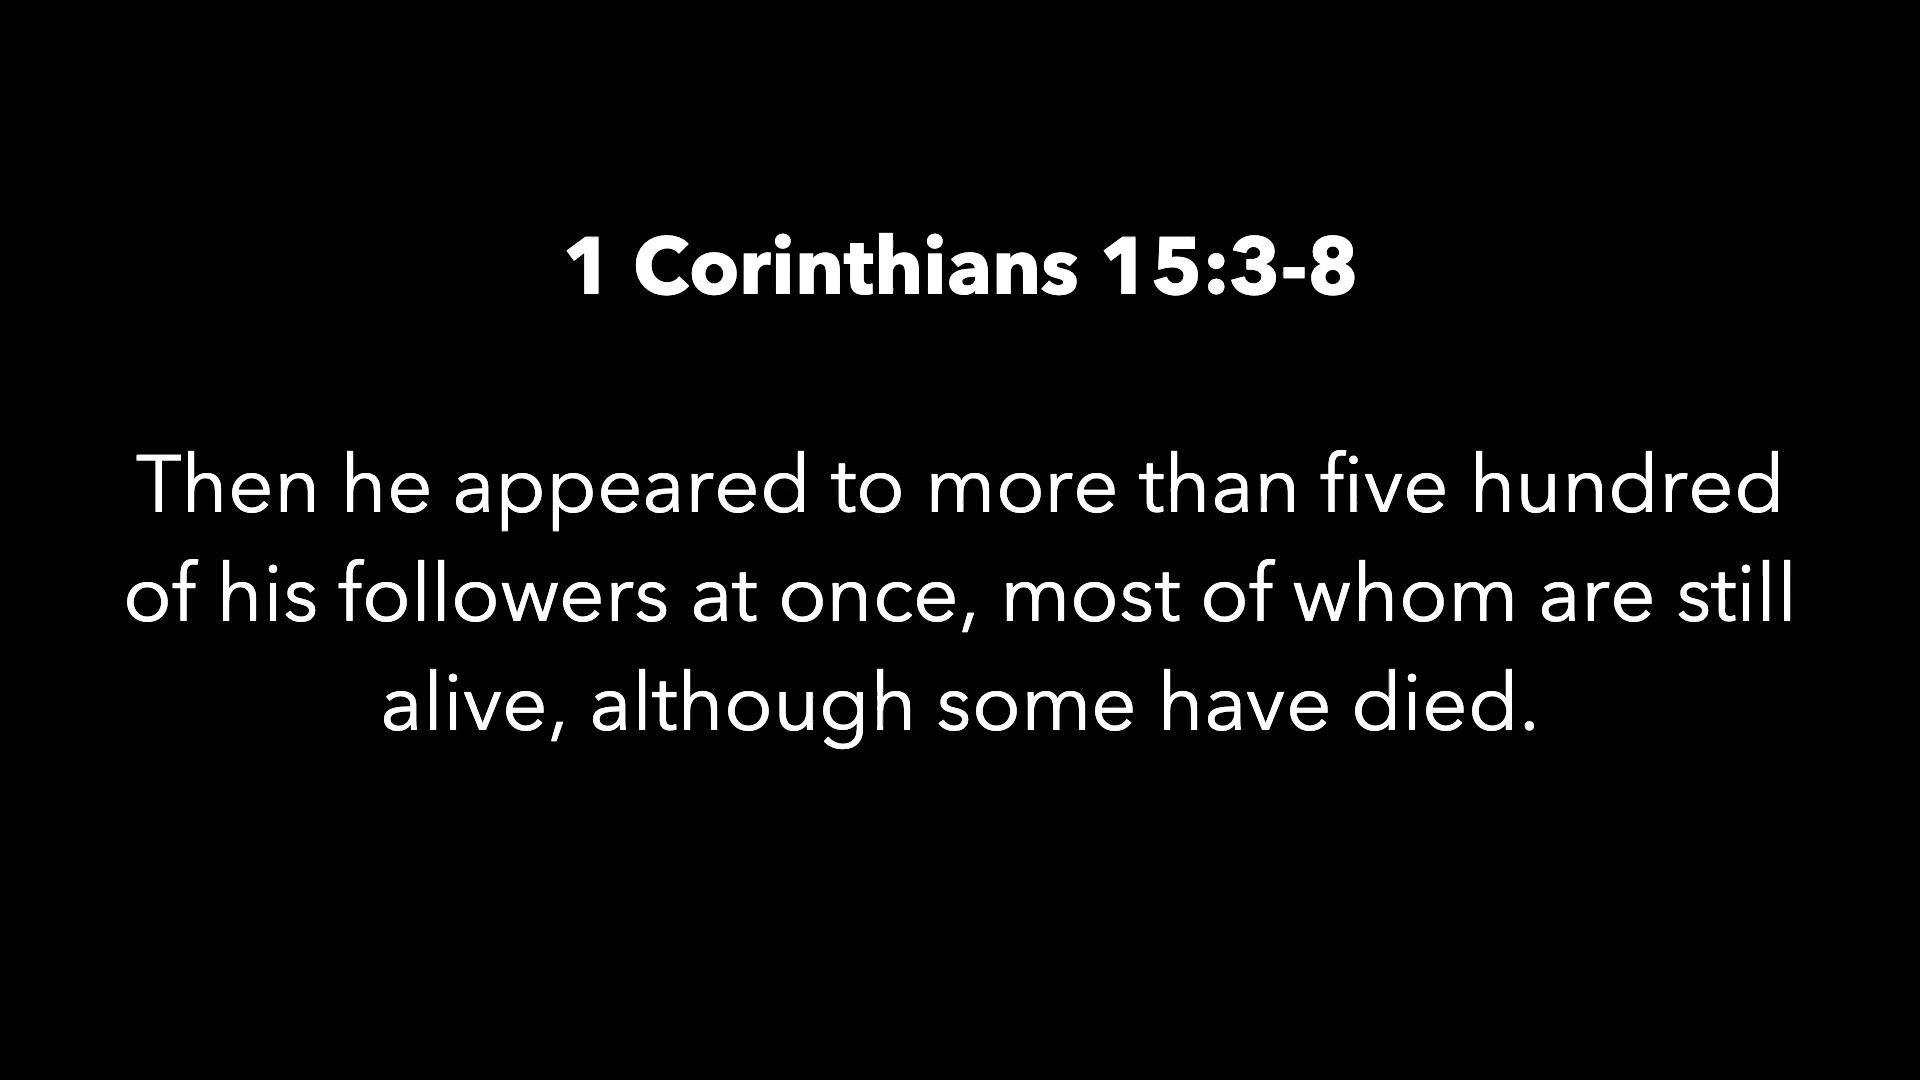 1 Corinthians 15:3-8
Then he appeared to more than five hundred
of his followers at once, most of whom are still
alive, although some have died.